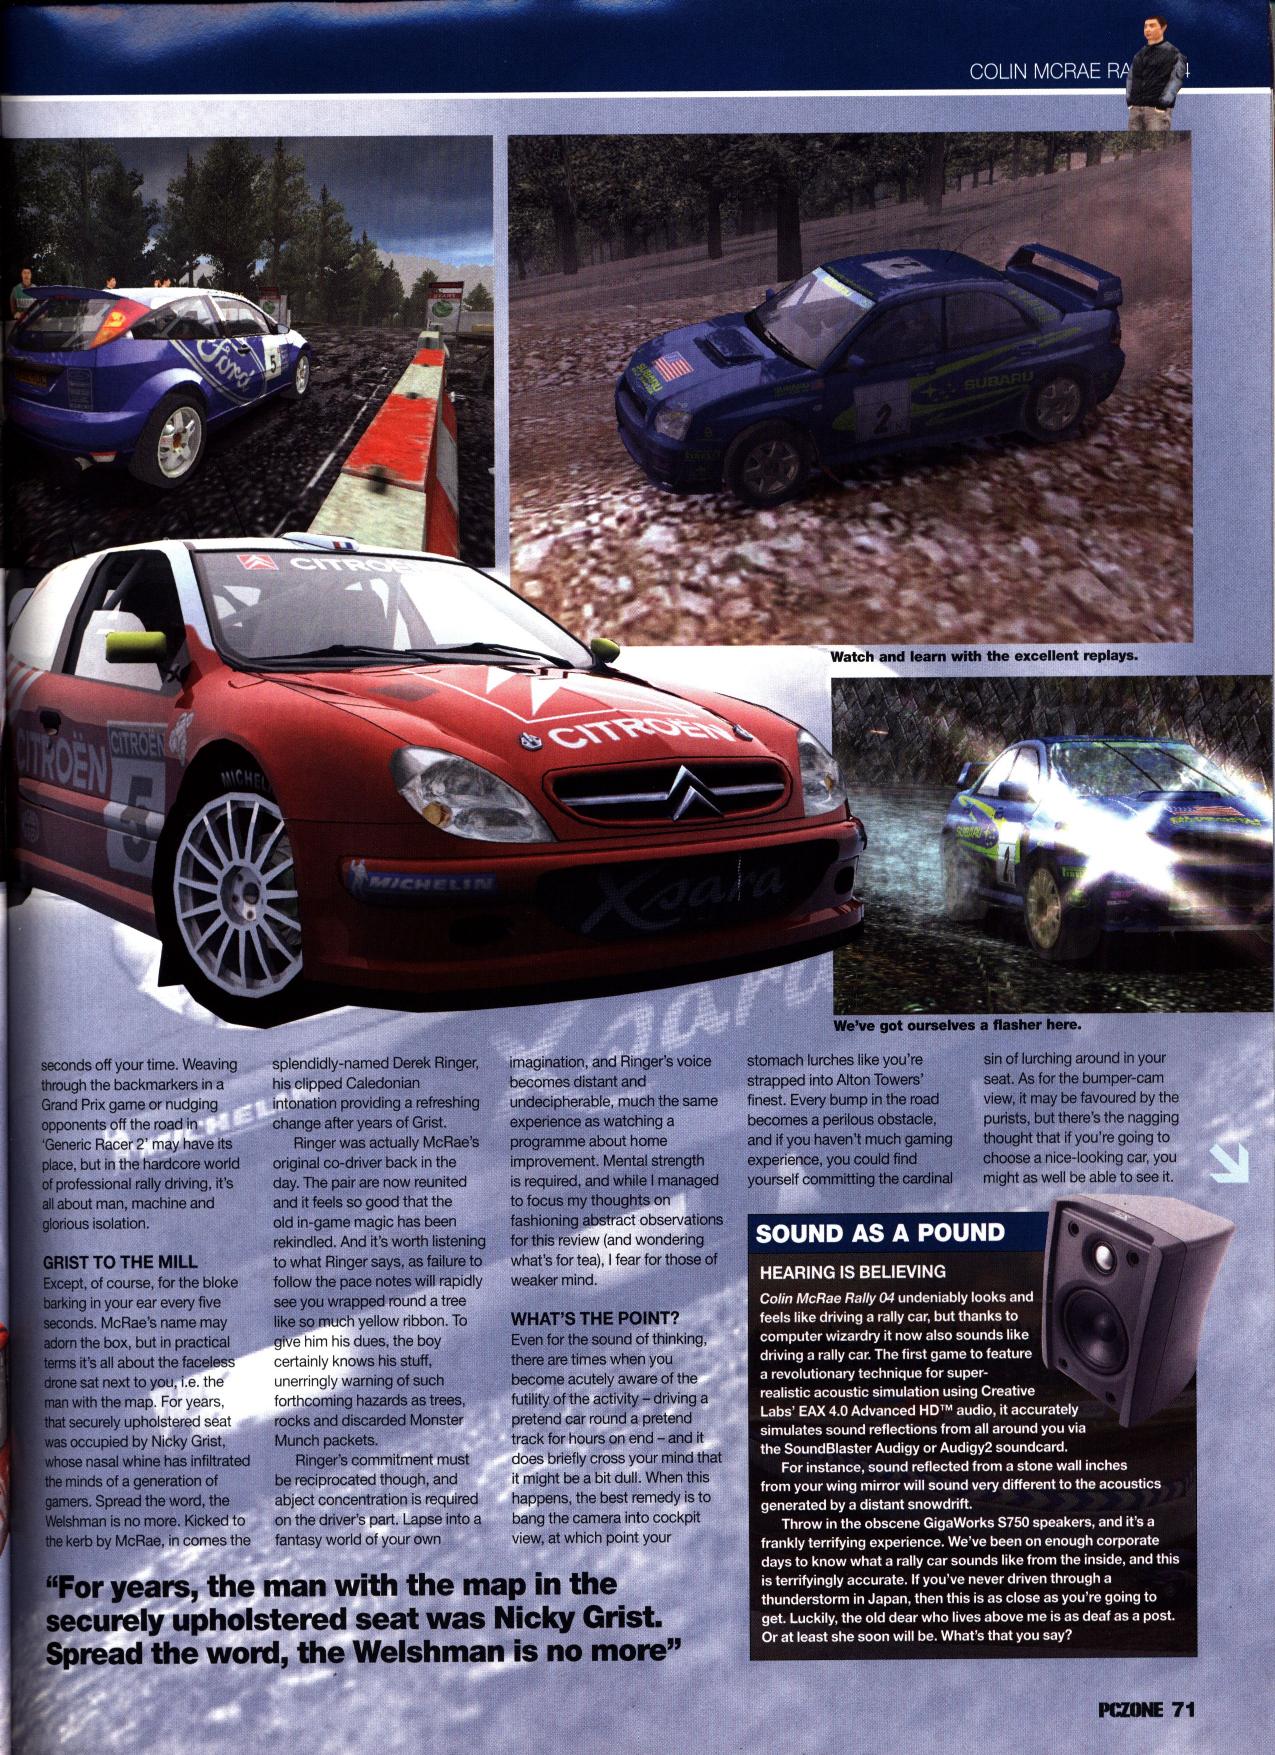 COLIN MCRAE RA 4
Ford
5
SUBARU
SUBARU
SUBARU
2
Watch and learn with the excellent replays.
CITROËN
CITROËN
CITROËN
CITROËN
5
MICHELIN
MICHELIN
Xsara
SUBARU
We've got ourselves a flasher here.
Xsara
seconds off your time. Weaving
through the backmarkers in a
Grand Prix game or nudging
opponents off the road in
'Generic Racer 2' may have its
place, but in the hardcore world
of professional rally driving, it's
all about man, machine and
glorious isolation.
GRIST TO THE MILL
Except, of course, for the bloke
barking in your ear every five
seconds. McRae's name may
adorn the box, but in practical
terms it's all about the faceless
drone sat next to you, i.e. the
man with the map. For years,
that securely upholstered seat
was occupied by Nicky Grist,
whose nasal whine has infiltrated
the minds of a generation of
gamers. Spread the word, the
Welshman is no more. Kicked to
the kerb by McRae, in comes the
splendidly-named Derek Ringer,
his clipped Caledonian
intonation providing a refreshing
change after years of Grist.
Ringer was actually McRae's
original co-driver back in the
day. The pair are now reunited
and it feels so good that the
old in-game magic has been
rekindled. And it's worth listening
to what Ringer says, as failure to
follow the pace notes will rapidly
see you wrapped round a tree
like so much yellow ribbon. To
give him his dues, the boy
certainly knows his stuff,
unerringly warning of such
forthcoming hazards as trees,
rocks and discarded Monster
Munch packets.
Ringer's commitment must
be reciprocated though, and
abject concentration is required
on the driver's part. Lapse into a
fantasy world of your own
imagination, and Ringer's voice
becomes distant and
undecipherable, much the same
experience as watching a
programme about home
improvement. Mental strength
is required, and while I managed
to focus my thoughts on
fashioning abstract observations
for this review (and wondering
what's for tea), I fear for those of
weaker mind.
WHAT'S THE POINT?
Even for the sound of thinking,
there are times when you
become acutely aware of the
futility of the activity – driving a
pretend car round a pretend
track for hours on end – and it
does briefly cross your mind that
it might be a bit dull. When this
happens, the best remedy is to
bang the camera into cockpit
view, at which point your
stomach lurches like you're
strapped into Alton Towers'
finest. Every bump in the road
becomes a perilous obstacle,
and if you haven't much gaming
experience, you could find
yourself committing the cardinal
sin of lurching around in your
seat. As for the bumper-cam
view, it may be favoured by the
purists, but there's the nagging
thought that if you're going to
choose a nice-looking car, you
might as well be able to see it.
"For years, the man with the map in the
securely upholstered seat was Nicky Grist.
Spread the word, the Welshman is no more"
SOUND AS A POUND
HEARING IS BELIEVING
Colin McRae Rally 04 undeniably looks and
feels like driving a rally car, but thanks to
computer wizardry it now also sounds like
driving a rally car. The first game to feature
a revolutionary technique for super-
realistic acoustic simulation using Creative
Labs' EAX 4.0 Advanced HD™ audio, it accurately
simulates sound reflections from all around you via
the SoundBlaster Audigy or Audigy2 soundcard.
For instance, sound reflected from a stone wall inches
from your wing mirror will sound very different to the acoustics
generated by a distant snowdrift.
Throw in the obscene GigaWorks S750 speakers, and it's a
frankly terrifying experience. We've been on enough corporate
days to know what a rally car sounds like from the inside, and this
is terrifyingly accurate. If you've never driven through a
thunderstorm in Japan, then this is as close as you're going to
get. Luckily, the old dear who lives above me is as deaf as a post.
Or at least she soon will be. What's that you say?
PCZONE 71